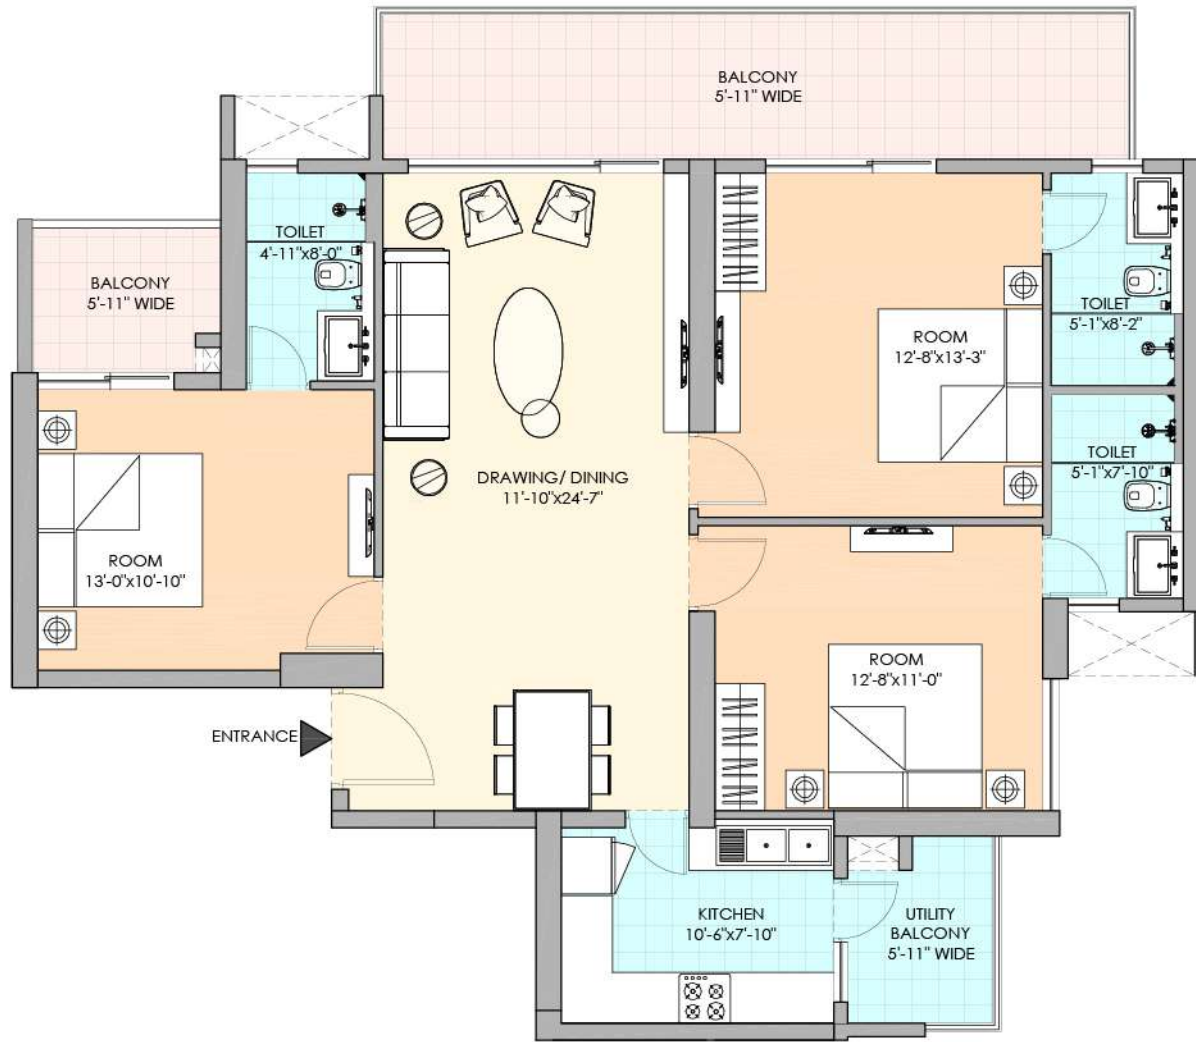 BALCONY
5'-11" WIDE
TOILET
4'-11"x8'-0"
BALCONY
5'-11" WIDE
TOILET
5'-1"x8'-2"
ROOM
12'-8"x13'-3"
TOILET
5'-1"x7'-10"
DRAWING/ DINING
11'-10"x24'-7"
ROOM
13'-0"x10'-10"
ROOM
12'-8"x11'-0"
ENTRANCE
KITCHEN
10'-6"x7'-10"
UTILITY
BALCONY
5'-11" WIDE